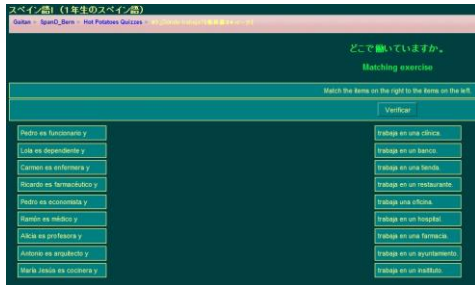 スペイン語I (1年生のスペイン語)
Gaitan > SpanD_Bern > Hot Potatoes Quizzes >
どこで働いていますか。
Matching exercise
Match the items on the right to the items on the left.
Verificar
Pedro es funcionario y
trabaja en una clínica.
Lola es dependiente y
trabaja en un banco.
Carmen es enfermera y
trabaja en una tienda.
Ricardo es farmacéutico y
trabaja en un restaurante.
Pedro es economista y
trabaja una oficina.
Ramón es médico y
trabaja en un hospital.
Alicia es profesora y
trabaja en una farmacia.
Antonio es arquitecto y
trabaja en un ayuntamiento.
María Jesús es cocinera y
trabaja en un instituto.